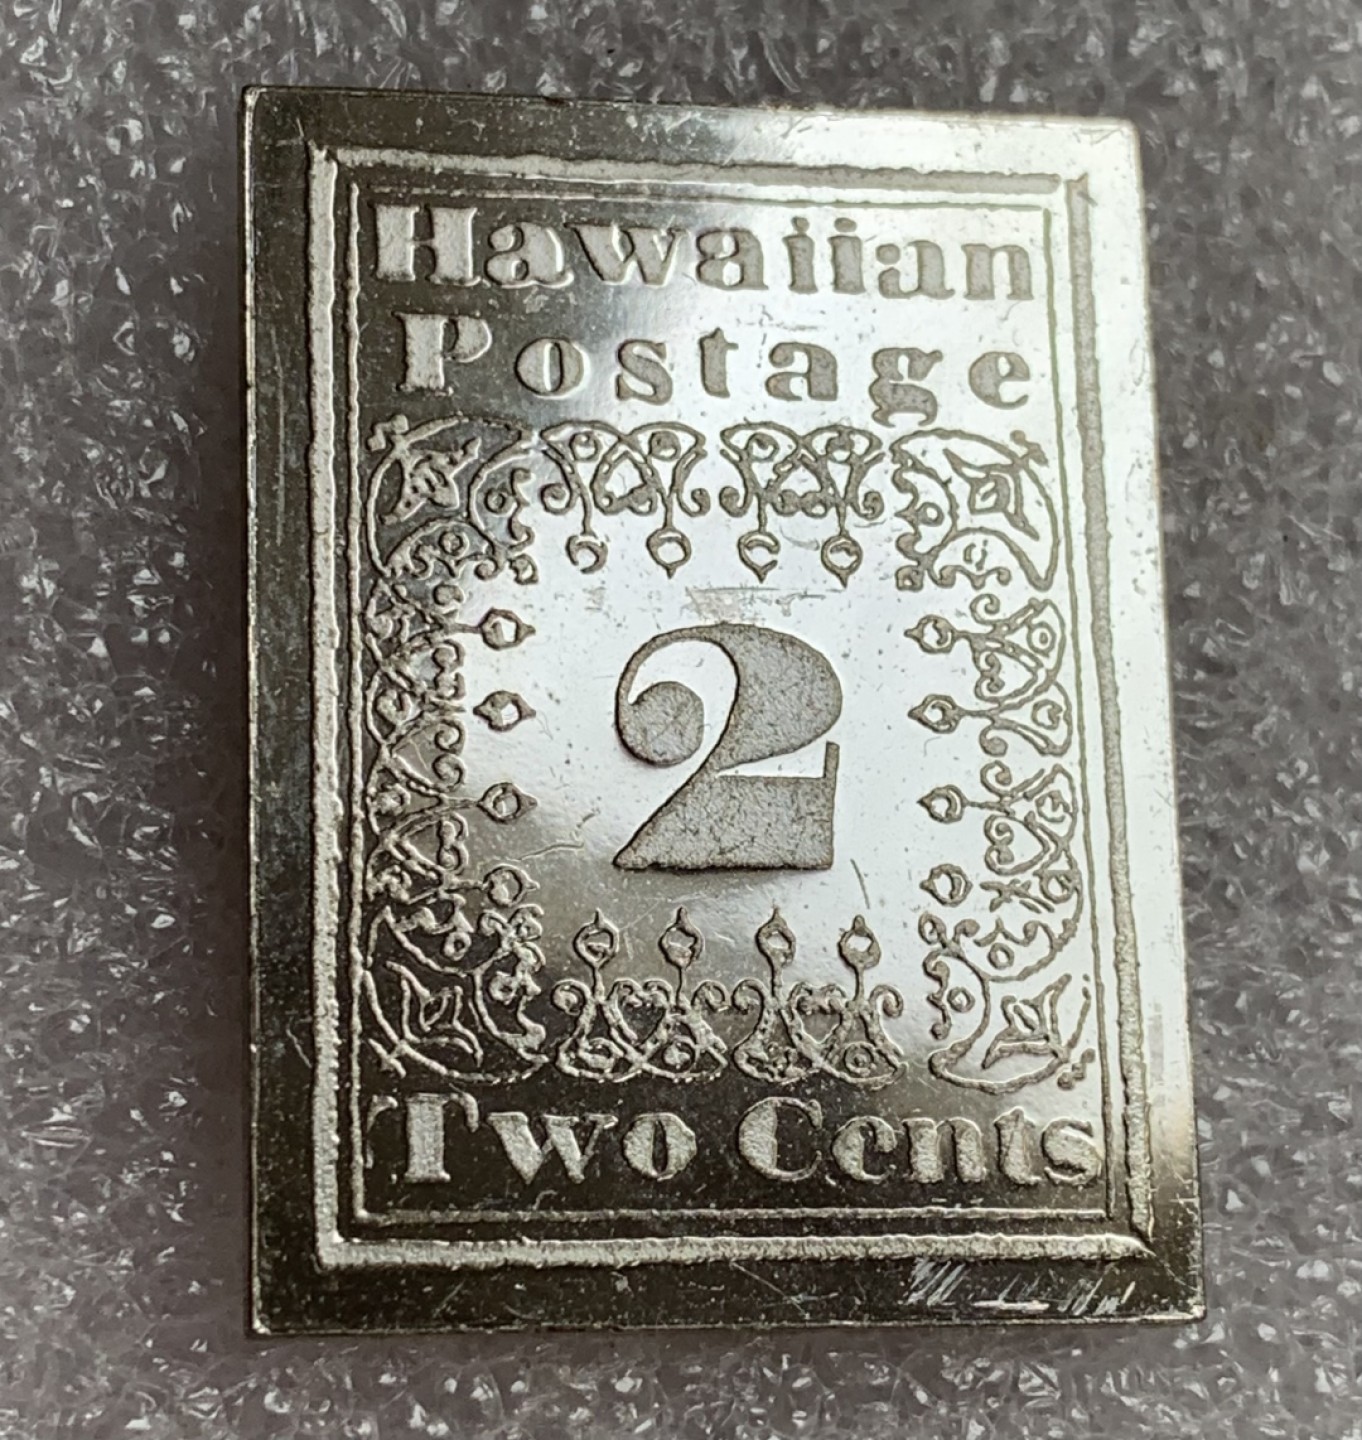 Hawaiian
Postage
2
Two Cents